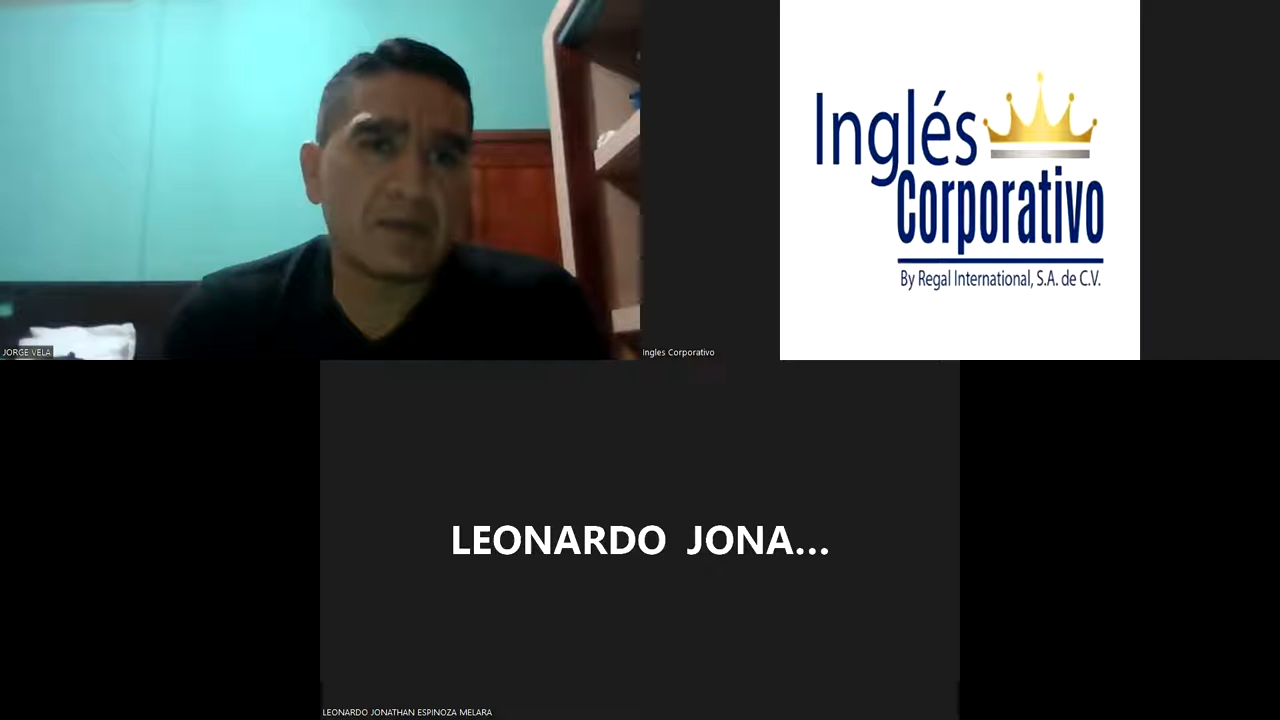 JORGE VELA
Inglés
Corporativo
By Regal International, S.A. de C.V.
Ingles Corporativo
LEONARDO JONA...
LEONARDO JONATHAN ESPINOZA MELARA